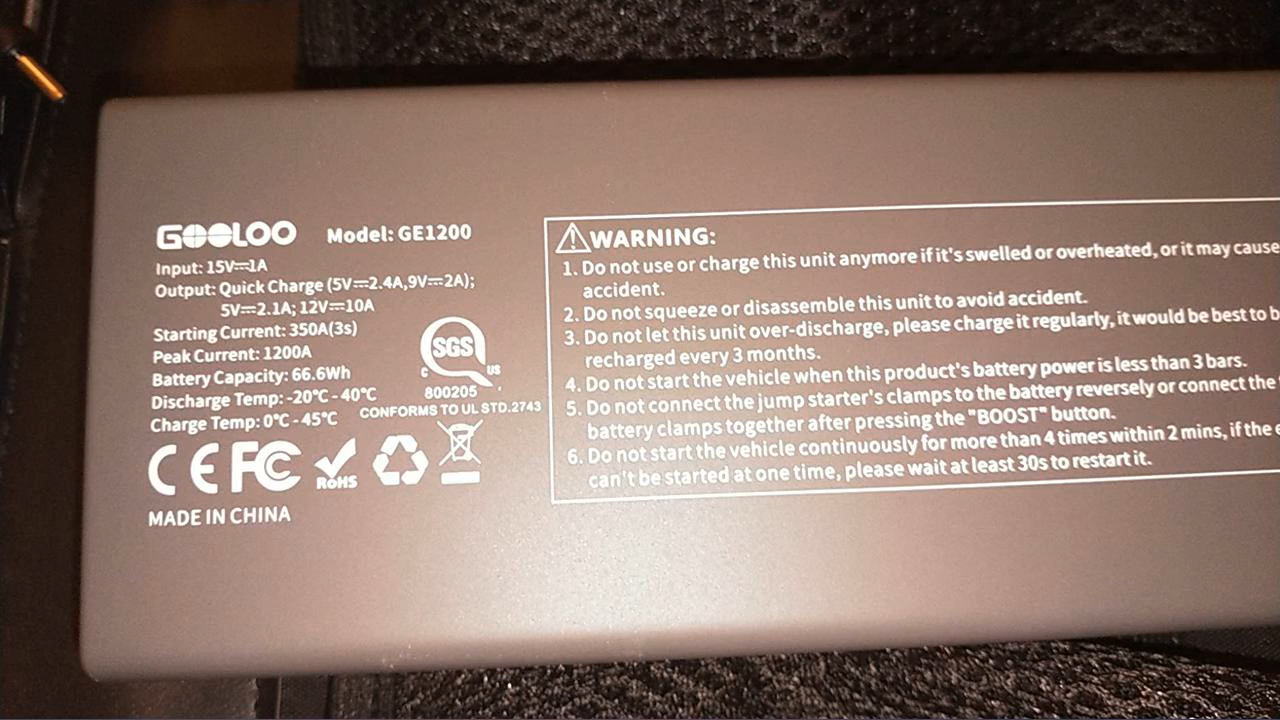 GOOLOO Model: GE1200
Input: 15V⎓1A
Output: Quick Charge (5V⎓2.4A,9V⎓2A);
5V⎓2.1A; 12V⎓10A
Starting Current: 350A(3s)
Peak Current: 1200A
Battery Capacity: 66.6Wh
Discharge Temp: -20°C - 40°C
Charge Temp: 0°C - 45°C
SGS
C US
800205
CONFORMS TO UL STD.2743
CE FC RoHS
MADE IN CHINA
WARNING:
1. Do not use or charge this unit anymore if it's swelled or overheated, or it may cause
accident.
2. Do not squeeze or disassemble this unit to avoid accident.
3. Do not let this unit over-discharge, please charge it regularly, it would be best to b
recharged every 3 months.
4. Do not start the vehicle when this product's battery power is less than 3 bars.
5. Do not connect the jump starter's clamps to the battery reversely or connect the
battery clamps together after pressing the "BOOST" button.
6. Do not start the vehicle continuously for more than 4 times within 2 mins, if the e
can't be started at one time, please wait at least 30s to restart it.